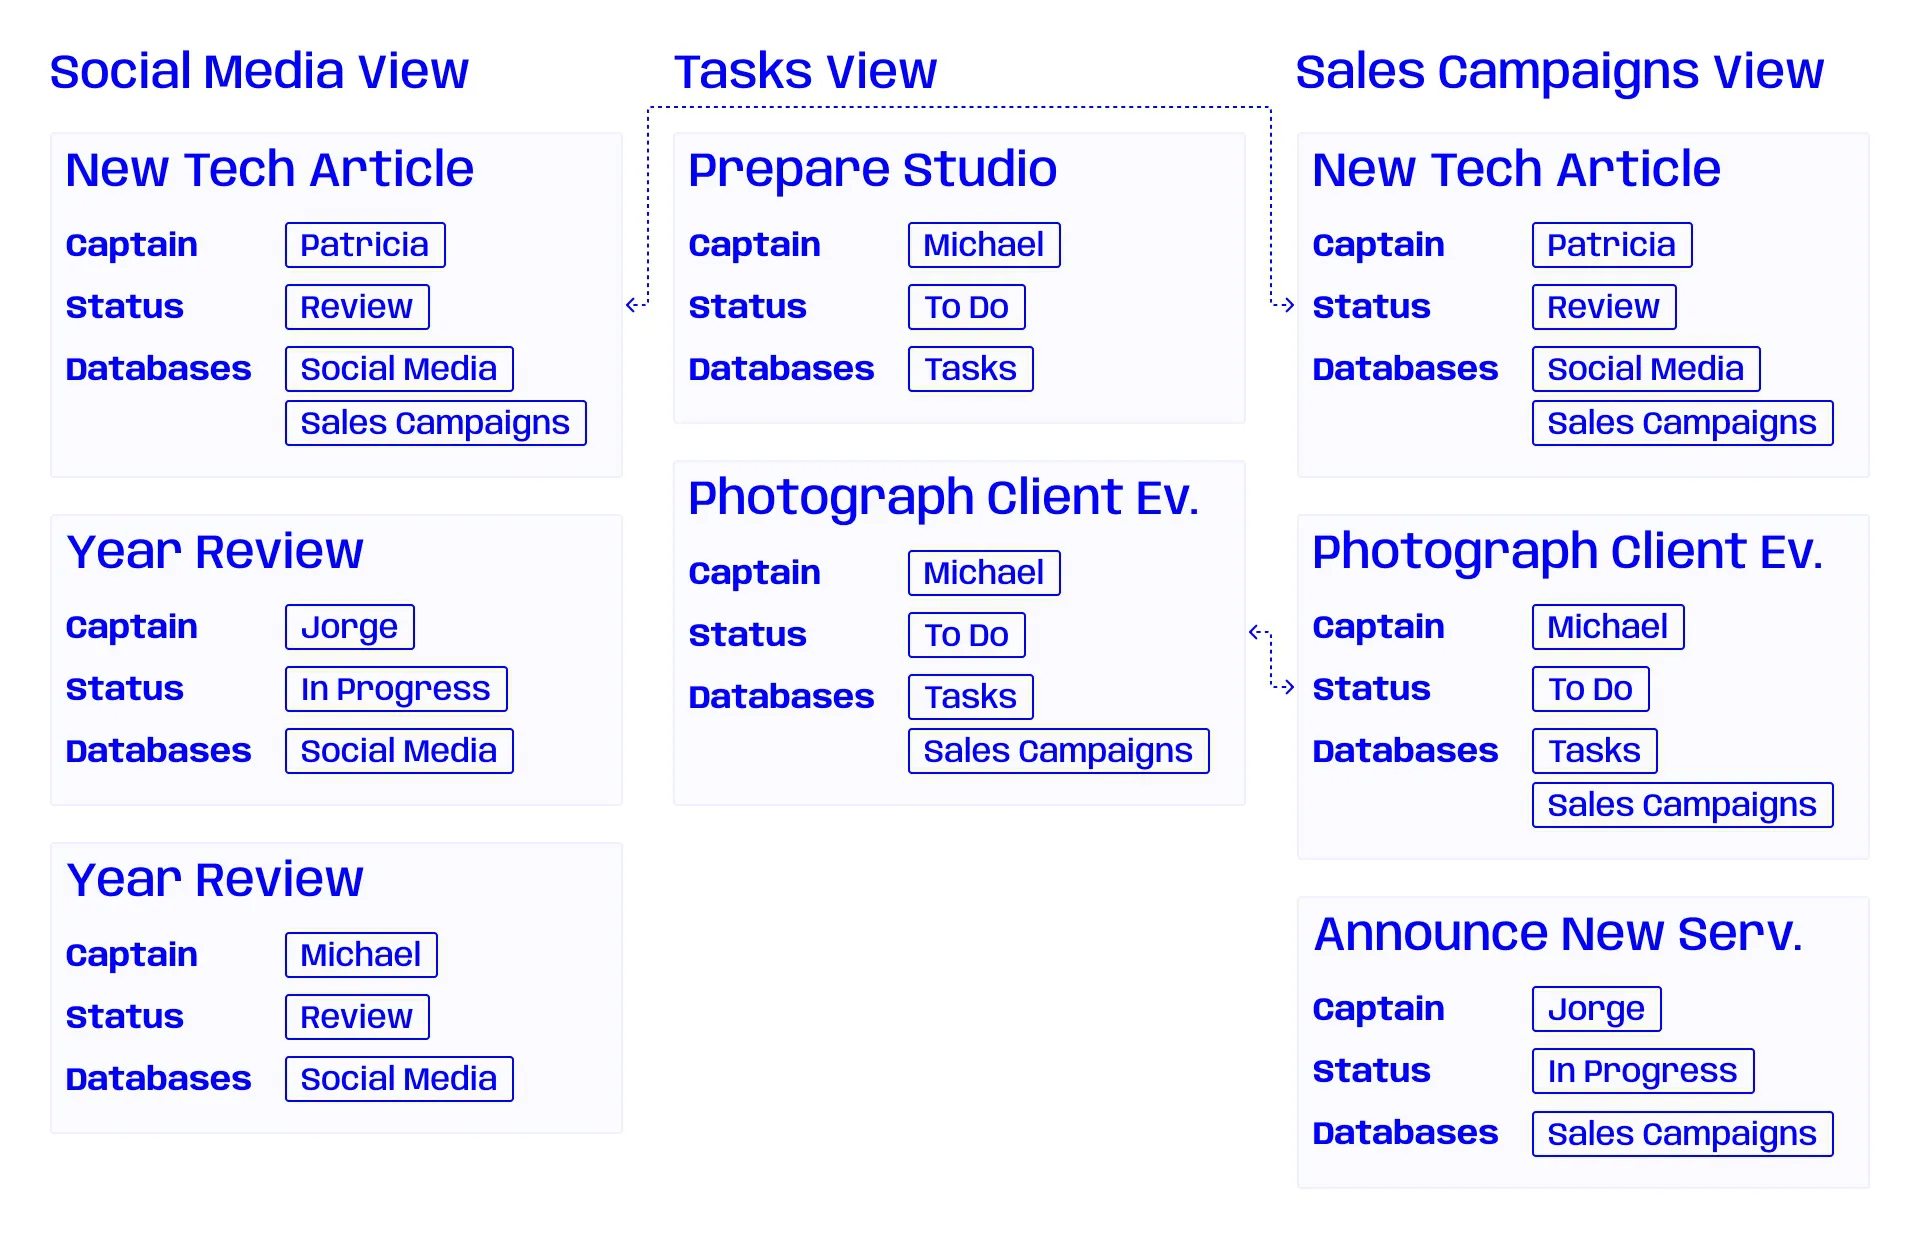 Social Media View
New Tech Article
Captain Patricia
Status Review
Databases Social Media
Sales Campaigns
Year Review
Captain Jorge
Status In Progress
Databases Social Media
Year Review
Captain Michael
Status Review
Databases Social Media
Tasks View
Prepare Studio
Captain Michael
Status To Do
Databases Tasks
Photograph Client Ev.
Captain Michael
Status To Do
Databases Tasks
Sales Campaigns
Sales Campaigns View
New Tech Article
Captain Patricia
Status Review
Databases Social Media
Sales Campaigns
Photograph Client Ev.
Captain Michael
Status To Do
Databases Tasks
Sales Campaigns
Announce New Serv.
Captain Jorge
Status In Progress
Databases Sales Campaigns